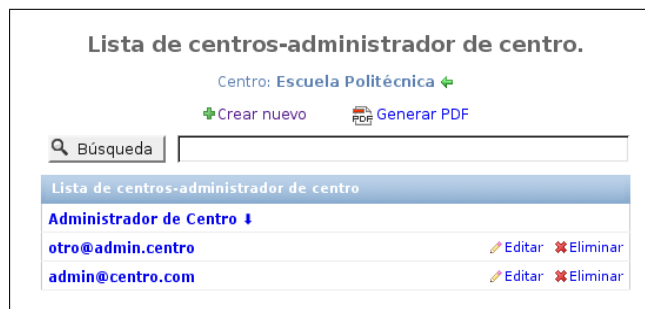 Lista de centros-administrador de centro.
Centro: Escuela Politécnica
Crear nuevo PDF Generar PDF
Búsqueda
Lista de centros-administrador de centro
Administrador de Centro
otro@admin.centro Editar Eliminar
admin@centro.com Editar Eliminar